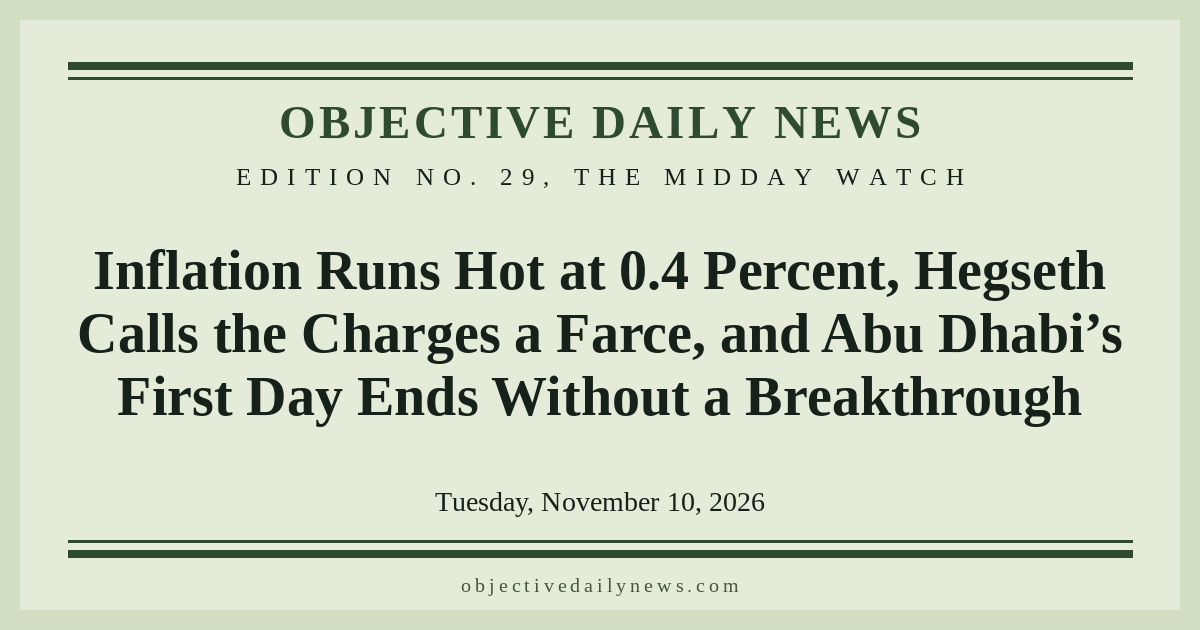 OBJECTIVE DAILY NEWS
EDITION NO. 29, THE MIDDAY WATCH
Inflation Runs Hot at 0.4 Percent, Hegseth
Calls the Charges a Farce, and Abu Dhabi’s
First Day Ends Without a Breakthrough
Tuesday, November 10, 2026
objectivedailynews.com